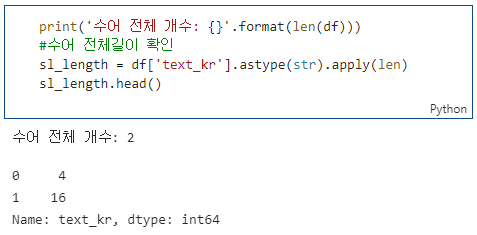 print('수어 전체 개수: {}'.format(len(df)))
#수어 전체길이 확인
sl_length = df['text_kr'].astype(str).apply(len)
sl_length.head()
Python
수어 전체 개수: 2
0 4
1 16
Name: text_kr, dtype: int64